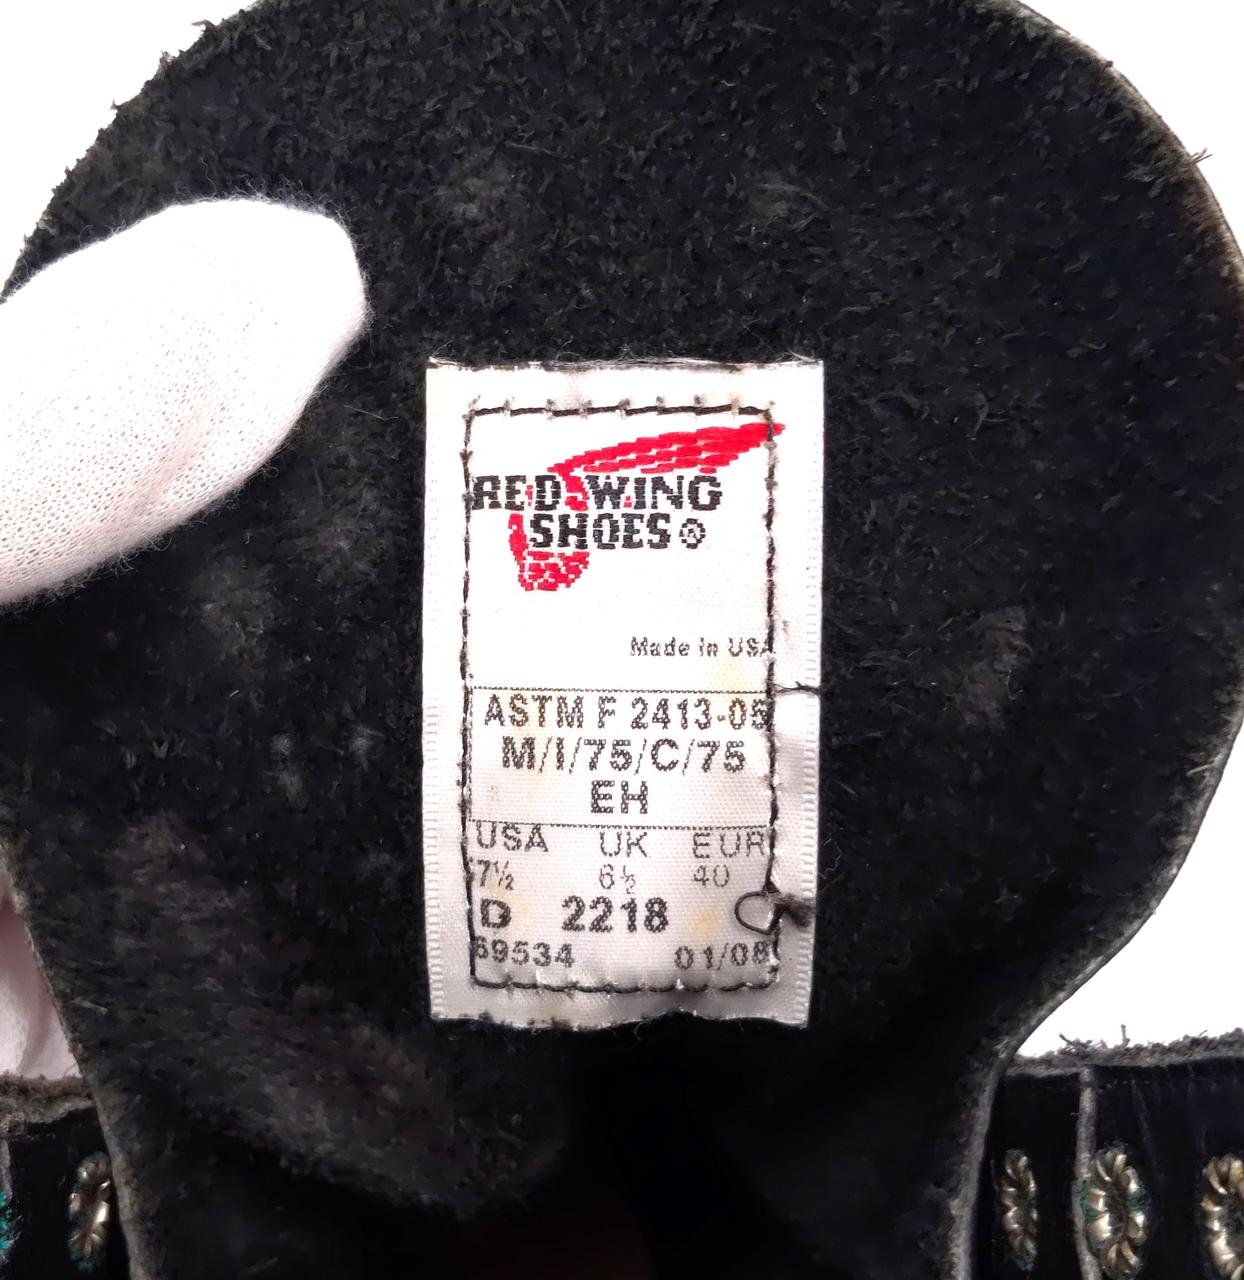 RED WING
SHOES ®
Made in USA
ASTM F 2413-05
M/I/75/C/75
EH
USA UK EUR
7½ 6½ 40
D 2218
69534 01/08